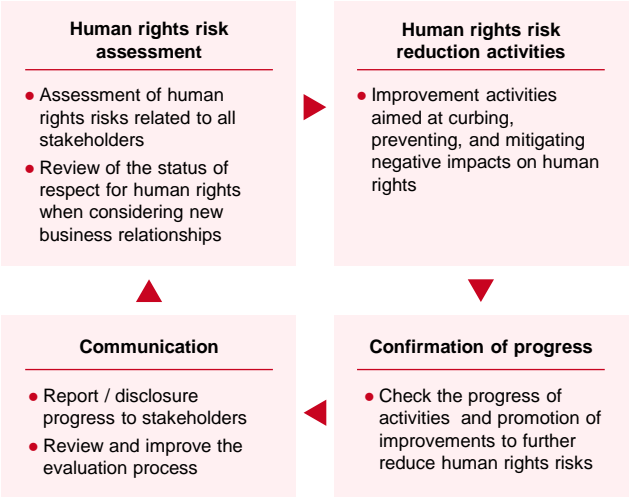 Human rights risk
assessment
● Assessment of human
rights risks related to all
stakeholders
● Review of the status of
respect for human rights
when considering new
business relationships
Human rights risk
reduction activities
● Improvement activities
aimed at curbing,
preventing, and mitigating
negative impacts on human
rights
Communication
● Report / disclosure
progress to stakeholders
● Review and improve the
evaluation process
Confirmation of progress
● Check the progress of
activities and promotion of
improvements to further
reduce human rights risks